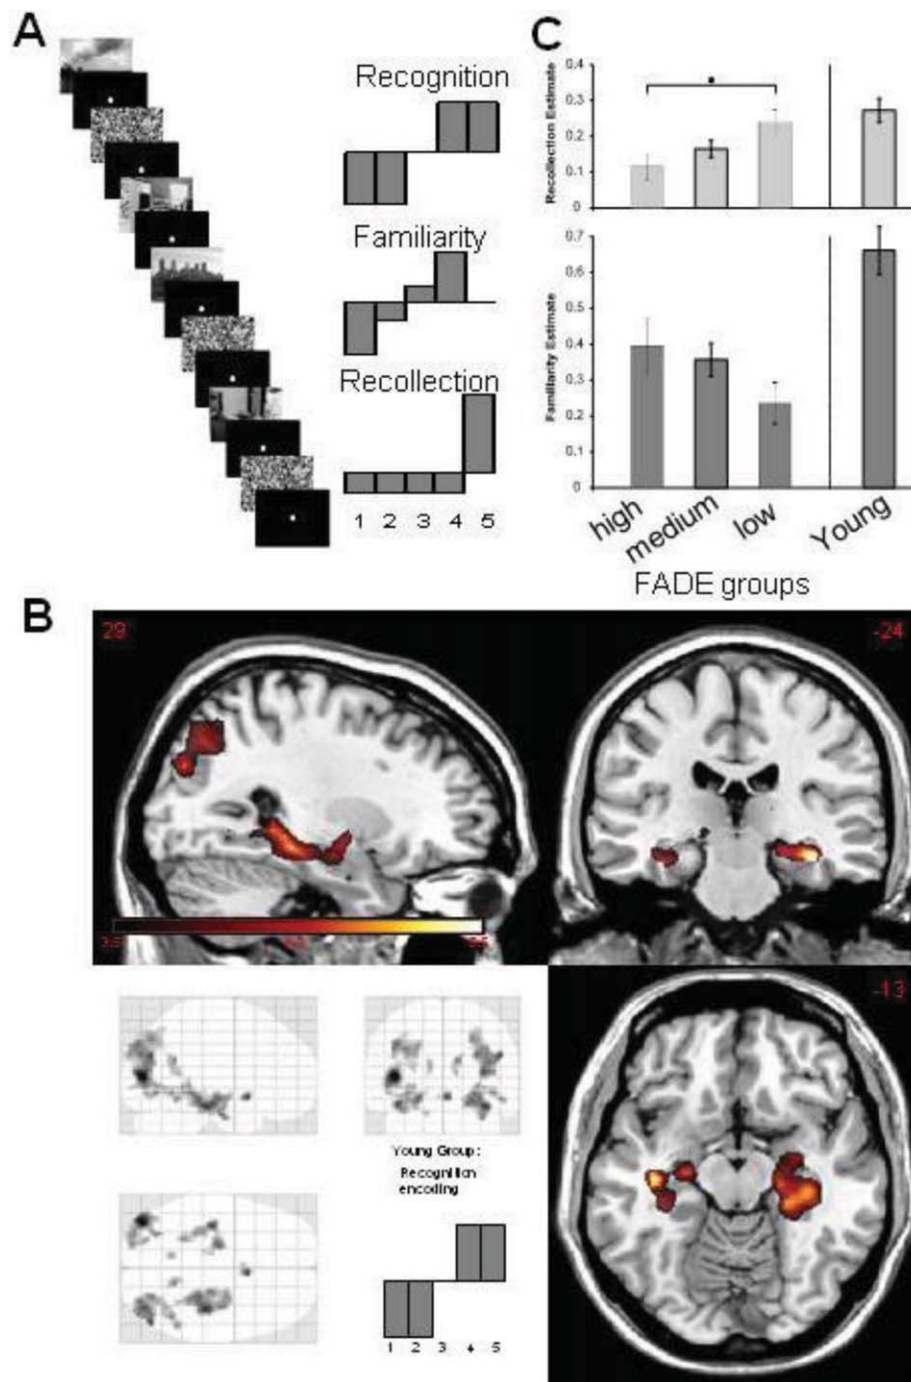 A
Recognition
Familiarity
Recollection
1 2 3 4 5
C
Recollection Estimate
0.4
0.3
0.2
0.1
0
*
Familiarity Estimate
0.7
0.6
0.5
0.4
0.3
0.2
0.1
0
high
medium
low
Young
FADE groups
B
29
-24
-13
Young Group:
Recognition
encoding
1 2 3 4 5